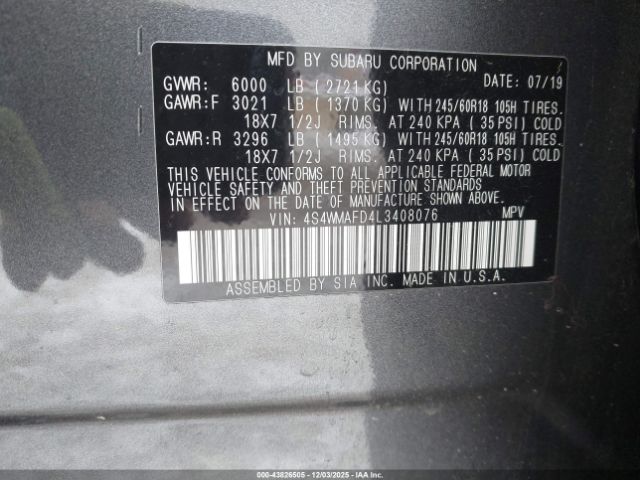 MFD BY SUBARU CORPORATION
GVWR: 6000 LB (2721 KG) DATE: 07/19
GAWR:F 3021 LB (1370 KG) WITH 245/60R18 105H TIRES.
18X7 1/2J RIMS. AT 240 KPA (35 PSI) COLD
GAWR:R 3296 LB (1495 KG) WITH 245/60R18 105H TIRES.
18X7 1/2J RIMS. AT 240 KPA (35 PSI) COLD
THIS VEHICLE CONFORMS TO ALL APPLICABLE FEDERAL MOTOR
VEHICLE SAFETY AND THEFT PREVENTION STANDARDS
IN EFFECT ON THE DATE OF MANUFACTURE SHOWN ABOVE.
VIN: 4S4WMAFD4L3408076 MPV
ASSEMBLED BY SIA INC. MADE IN U.S.A.
000-43826505 - 12/03/2025 - IAAI.com